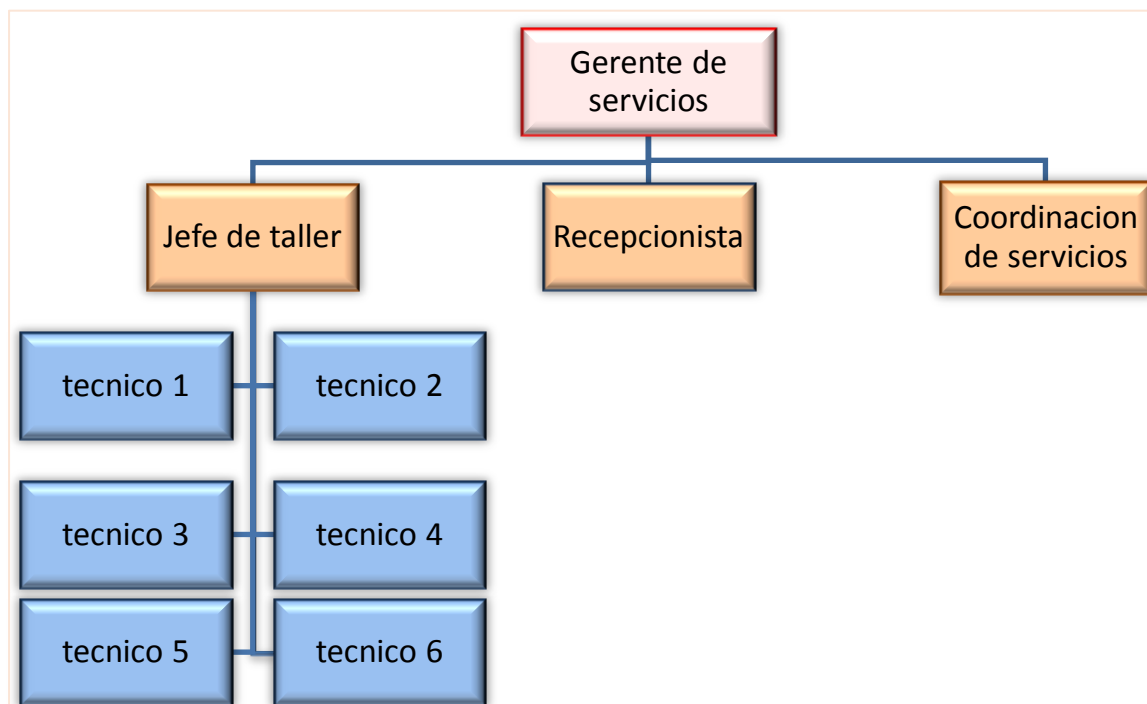 Gerente de
servicios
Jefe de taller
Recepcionista
Coordinacion
de servicios
tecnico 1
tecnico 2
tecnico 3
tecnico 4
tecnico 5
tecnico 6